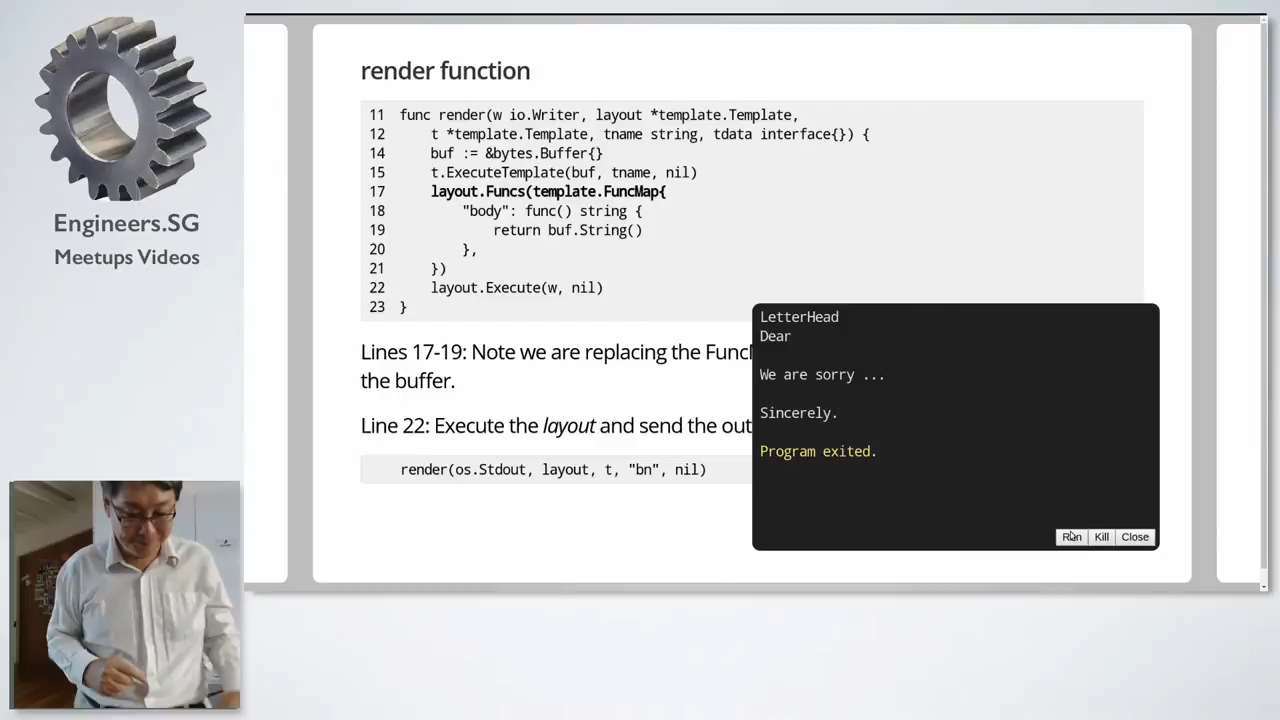 Engineers.SG
Meetups Videos
render function
11 func render(w io.Writer, layout *template.Template,
12 t *template.Template, tname string, tdata interface{}) {
14 buf := &bytes.Buffer{}
15 t.ExecuteTemplate(buf, tname, nil)
17 layout.Funcs(template.FuncMap{
18 "body": func() string {
19 return buf.String()
20 },
21 })
22 layout.Execute(w, nil)
23 }
Lines 17-19: Note we are replacing the
the buffer.
Line 22: Execute the layout and send the
render(os.Stdout, layout, t, "bn", nil)
LetterHead
Dear
We are sorry ...
Sincerely.
Program exited.
Run Kill Close